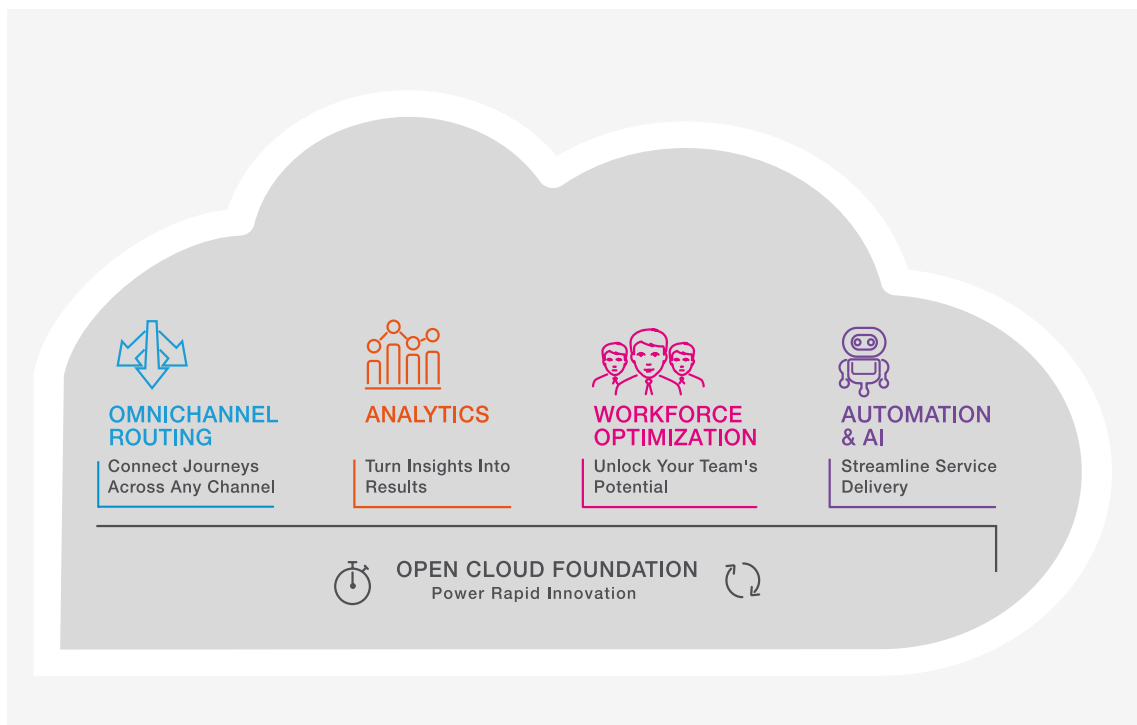 OMNICHANNEL
ROUTING
Connect Journeys
Across Any Channel
ANALYTICS
Turn Insights Into
Results
WORKFORCE
OPTIMIZATION
Unlock Your Team's
Potential
AUTOMATION
& AI
Streamline Service
Delivery
OPEN CLOUD FOUNDATION
Power Rapid Innovation